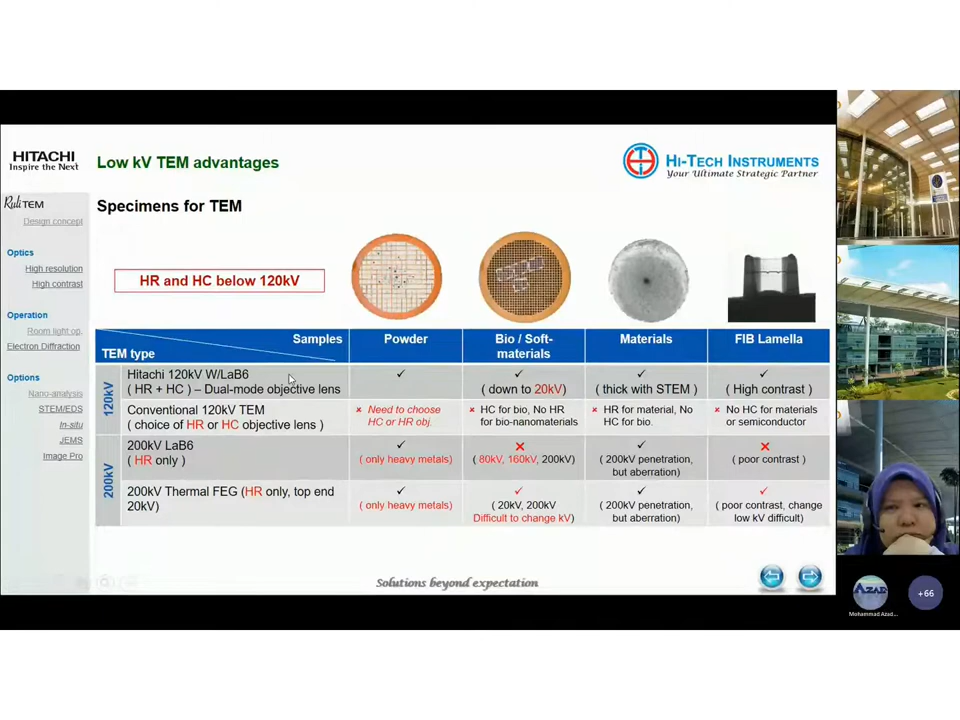 HITACHI
Inspire the Next
Low kV TEM advantages
HI-TECH INSTRUMENTS
Your Ultimate Strategic Partner
RuliTEM
Design concept
Optics
High resolution
High contrast
Operation
Room light op.
Electron Diffraction
Options
Nano-analysis
STEM/EDS
In-situ
JEMS
Image Pro
Specimens for TEM
HR and HC below 120kV
Samples
TEM type
Powder
Bio / Soft-
materials
Materials
FIB Lamella
120kV
Hitachi 120kV W/LaB6
( HR + HC ) – Dual-mode objective lens
✓
✓
( down to 20kV)
✓
( thick with STEM )
✓
( High contrast )
Conventional 120kV TEM
( choice of HR or HC objective lens )
× Need to choose
HC or HR obj.
× HC for bio, No HR
for bio-nanomaterials
× HR for material, No
HC for bio.
× No HC for materials
or semiconductor
200kV
200kV LaB6
( HR only )
✓
( only heavy metals)
×
( 80kV, 160kV, 200kV)
✓
(200kV penetration,
but aberration)
×
( poor contrast )
200kV Thermal FEG (HR only, top end
20kV)
✓
( only heavy metals)
✓
( 20kV, 200kV
Difficult to change kV)
✓
(200kV penetration,
but aberration)
✓
(poor contrast, change
low kV difficult)
Solutions beyond expectation
AZAD
Mohammad Azad...
+66